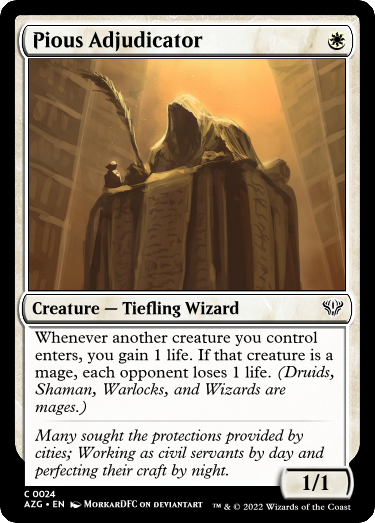 Pious Adjudicator
Creature — Tiefling Wizard
Whenever another creature you control
enters, you gain 1 life. If that creature is a
mage, each opponent loses 1 life. (Druids,
Shaman, Warlocks, and Wizards are
mages.)
Many sought the protections provided by
cities; Working as civil servants by day and
perfecting their craft by night.
1/1
C 0024
AZG • EN MorkarDFC on deviantart
™ & © 2022 Wizards of the Coast